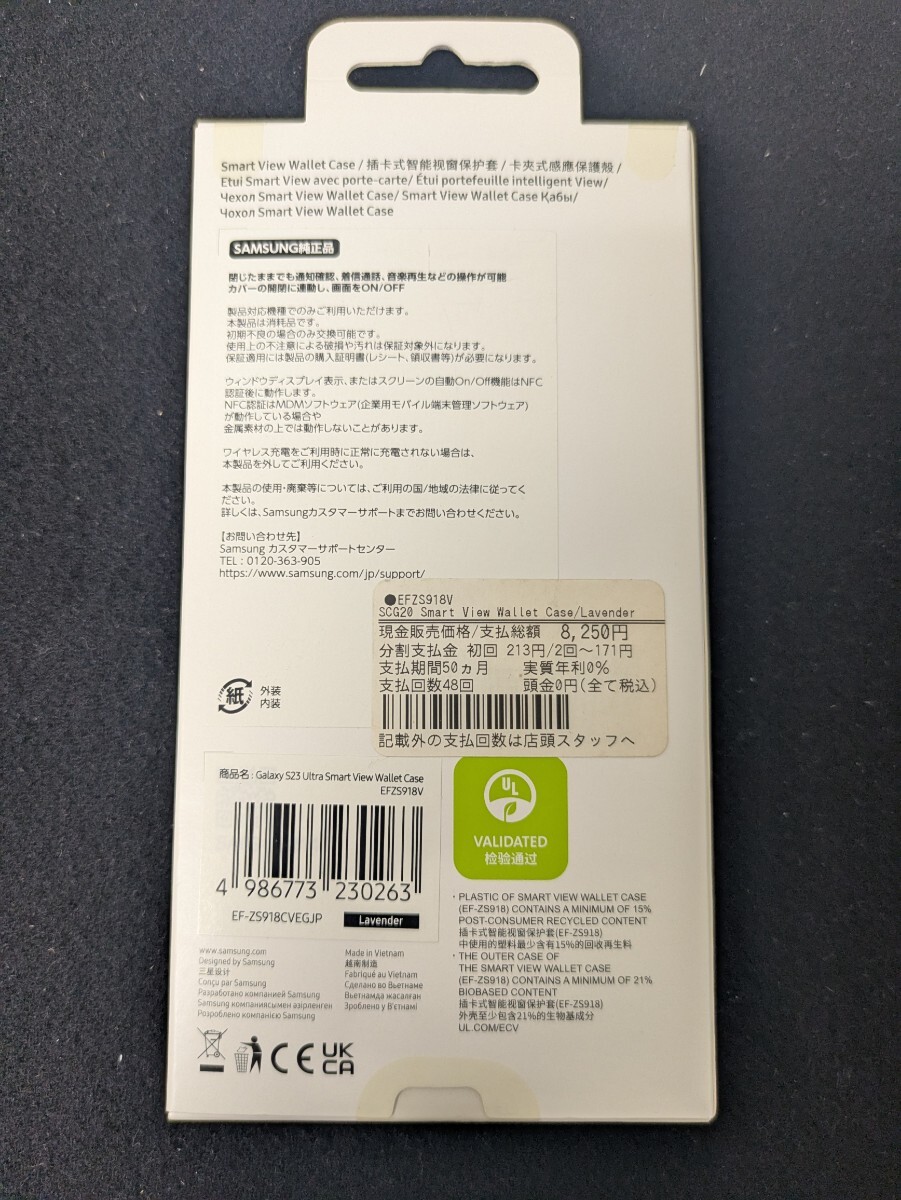 Smart View Wallet Case / 插卡式智能视窗保护套 / 卡夾式感應保護殼 /
Étui Smart View avec porte-carte/ Étui portefeuille intelligent View/
Чехол Smart View Wallet Case/ Smart View Wallet Case Қабы/
Чохол Smart View Wallet Case
SAMSUNG純正品
閉じたままでも通知確認、着信通話、音楽再生などの操作が可能
カバーの開閉に連動し、画面をON/OFF
製品対応機種でのみご利用いただけます。
本製品は消耗品です。
初期不良の場合のみ交換可能です。
使用上の不注意による破損や汚れは保証対象外になります。
保証適用には製品の購入証明書(レシート、領収書等)が必要になります。
ウィンドウディスプレイ表示、またはスクリーンの自動On/Off機能はNFC
認証後に動作します。
NFC認証はMDMソフトウェア(企業用モバイル端末管理ソフトウェア)
が動作している場合や
金属素材の上では動作しないことがあります。
ワイヤレス充電をご利用時に正常に充電されない場合は、
本製品を外してご利用ください。
本製品の使用・廃棄等については、ご利用の国/地域の法律に従ってく
ださい。
詳しくは、Samsungカスタマーサポートまでお問い合わせください。
【お問い合わせ先】
Samsung カスタマーサポートセンター
TEL : 0120-363-905
https://www.samsung.com/jp/support/
●EFZS918V
SCG20 Smart View Wallet Case/Lavender
現金販売価格/支払総額 8,250円
分割支払金 初回 213円/2回～171円
支払期間50ヵ月 実質年利0%
支払回数48回 頭金0円(全て税込)
記載外の支払回数は店頭スタッフへ
紙 外装
内装
商品名 : Galaxy S23 Ultra Smart View Wallet Case
EFZS918V
4 986773 230263
EF-ZS918CVEGJP Lavender
UL
VALIDATED
检验通过
· PLASTIC OF SMART VIEW WALLET CASE
(EF-ZS918) CONTAINS A MINIMUM OF 15%
POST-CONSUMER RECYCLED CONTENT
插卡式智能视窗保护套(EF-ZS918)
中使用的塑料最少含有15%的回收再生料
· THE OUTER CASE OF
THE SMART VIEW WALLET CASE
(EF-ZS918) CONTAINS A MINIMUM OF 21%
BIOBASED CONTENT
插卡式智能视窗保护套(EF-ZS918)
外壳至少包含21%的生物基成分
UL.COM/ECV
www.samsung.com
Designed by Samsung
三星设计
Conçu par Samsung
Разработано компанией Samsung
Samsung компаниясымен әзірленген
Розроблено компанією Samsung
Made in Vietnam
越南制造
Fabriqué au Vietnam
Сделано во Вьетнаме
Вьетнамда жасалған
Зроблено у В'єтнамі
CE UK
CA